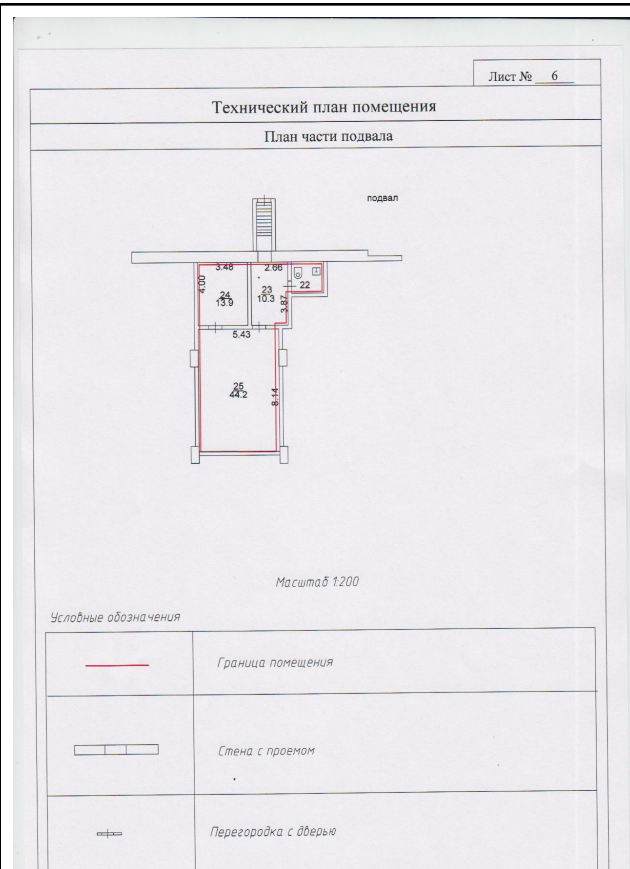 Лист № 6
Технический план помещения
План части подвала
подвал
3.48
2.66
4.00
24
13.9
23
10.3
3.87
22
5.43
25
44.2
8.14
Масштаб 1:200
Условные обозначения
Граница помещения
Стена с проемом
Перегородка с дверью